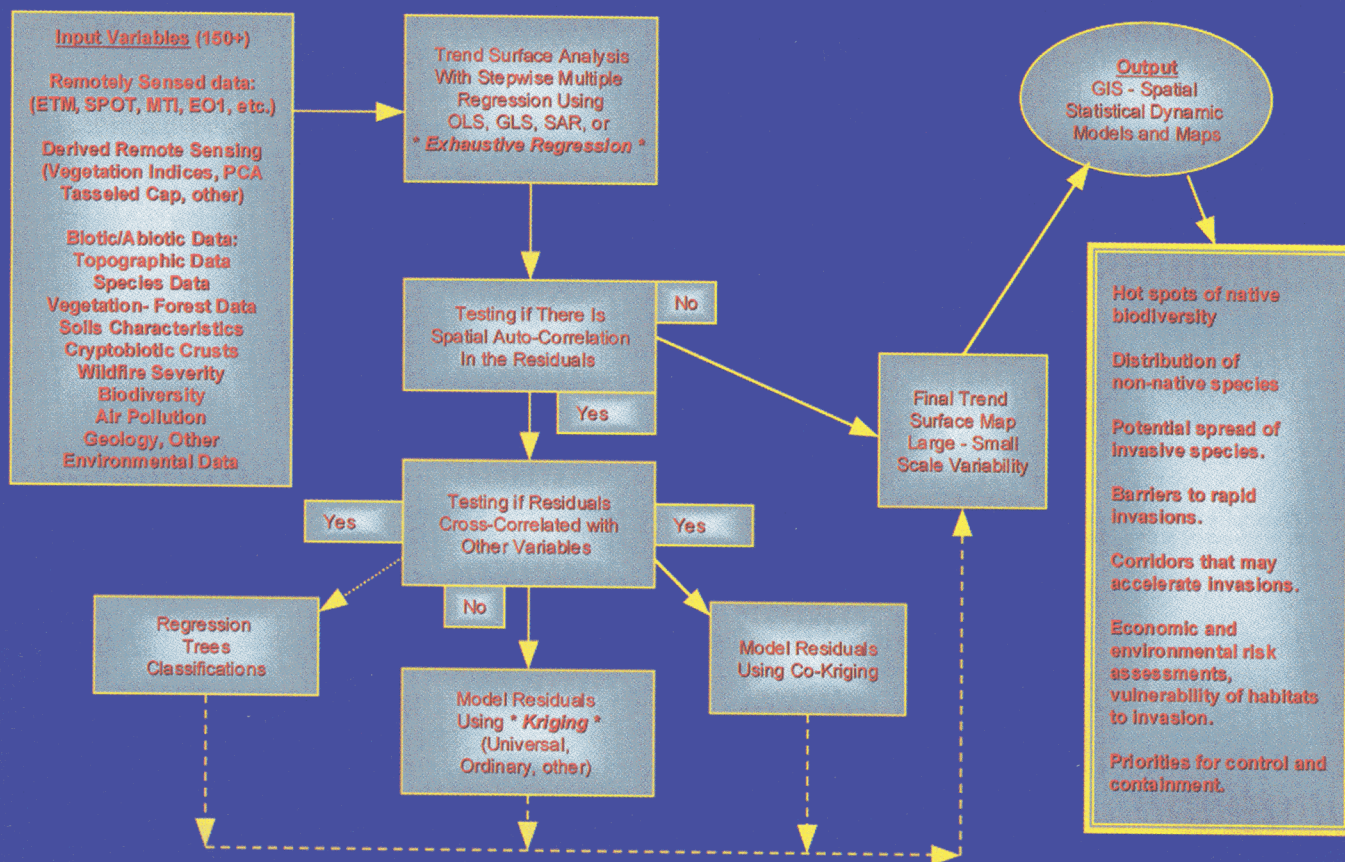 Input Variables (150+)
Remotely Sensed data:
(ETM, SPOT, MTI, EO1, etc.)
Derived Remote Sensing
(Vegetation Indices, PCA
Tasseled Cap, other)
Biotic/Abiotic Data:
Topographic Data
Species Data
Vegetation- Forest Data
Soils Characteristics
Cryptobiotic Crusts
Wildfire Severity
Biodiversity
Air Pollution
Geology, Other
Environmental Data
Trend Surface Analysis
With Stepwise Multiple
Regression Using
OLS, GLS, SAR, or
* Exhaustive Regression *
Testing if There Is
Spatial Auto-Correlation
In the Residuals
No
Yes
Testing if Residuals
Cross-Correlated with
Other Variables
Yes
Yes
No
Regression
Trees
Classifications
Model Residuals
Using * Kriging *
(Universal,
Ordinary, other)
Model Residuals
Using Co-Kriging
Final Trend
Surface Map
Large - Small
Scale Variability
Output
GIS - Spatial
Statistical Dynamic
Models and Maps
Hot spots of native
biodiversity
Distribution of
non-native species
Potential spread of
invasive species.
Barriers to rapid
invasions.
Corridors that may
accelerate invasions.
Economic and
environmental risk
assessments,
vulnerability of habitats
to invasion.
Priorities for control and
containment.